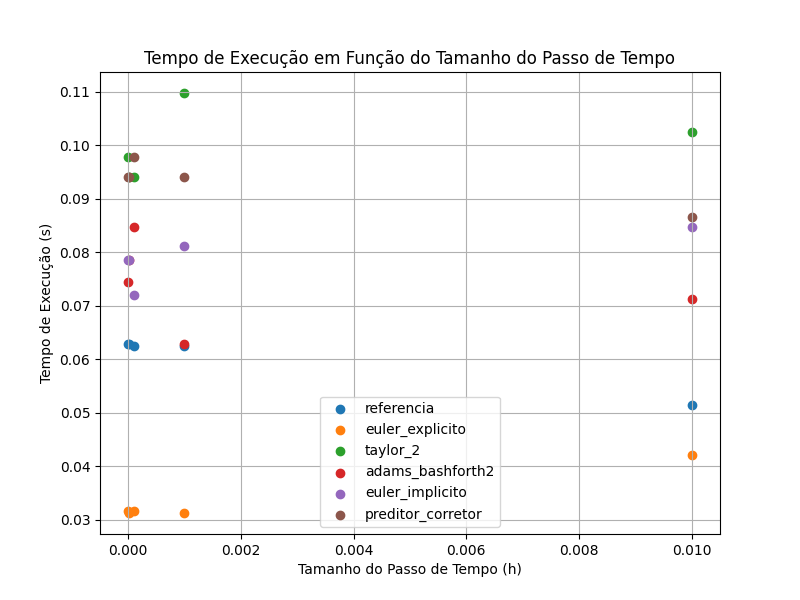 Tempo de Execução em Função do Tamanho do Passo de Tempo
Tempo de Execução (s)
0.11
0.10
0.09
0.08
0.07
0.06
0.05
0.04
0.03
referencia
euler_explicito
taylor_2
adams_bashforth2
euler_implicito
preditor_corretor
0.000 0.002 0.004 0.006 0.008 0.010
Tamanho do Passo de Tempo (h)